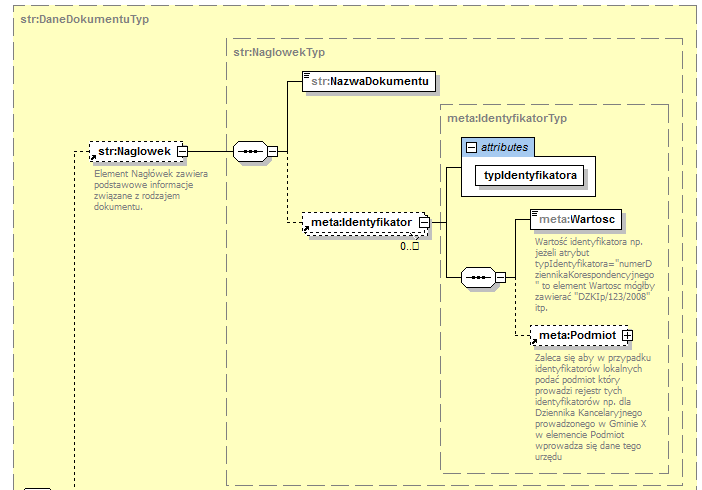 str:DaneDokumentuTyp
str:NaglowekTyp
str:NazwaDokumentu
meta:IdentyfikatorTyp
attributes
typIdentyfikatora
str:Naglowek
Element Nagłówek zawiera
podstawowe informacje
związane z rodzajem
dokumentu.
meta:Identyfikator
0..
meta:Wartosc
Wartość identyfikatora np.
jeżeli atrybut
typIdentyfikatora="numerD
ziennikaKorespondencyjnego
" to element Wartosc mógłby
zawierać "DZKIp/123/2008"
itp.
meta:Podmiot
Zaleca się aby w przypadku
identyfikatorów lokalnych
podać podmiot który
prowadzi rejestr tych
identyfikatorów np. dla
Dziennika Kancelaryjnego
prowadzonego w Gminie X
w elemencie Podmiot
wprowadza się dane tego
urzędu